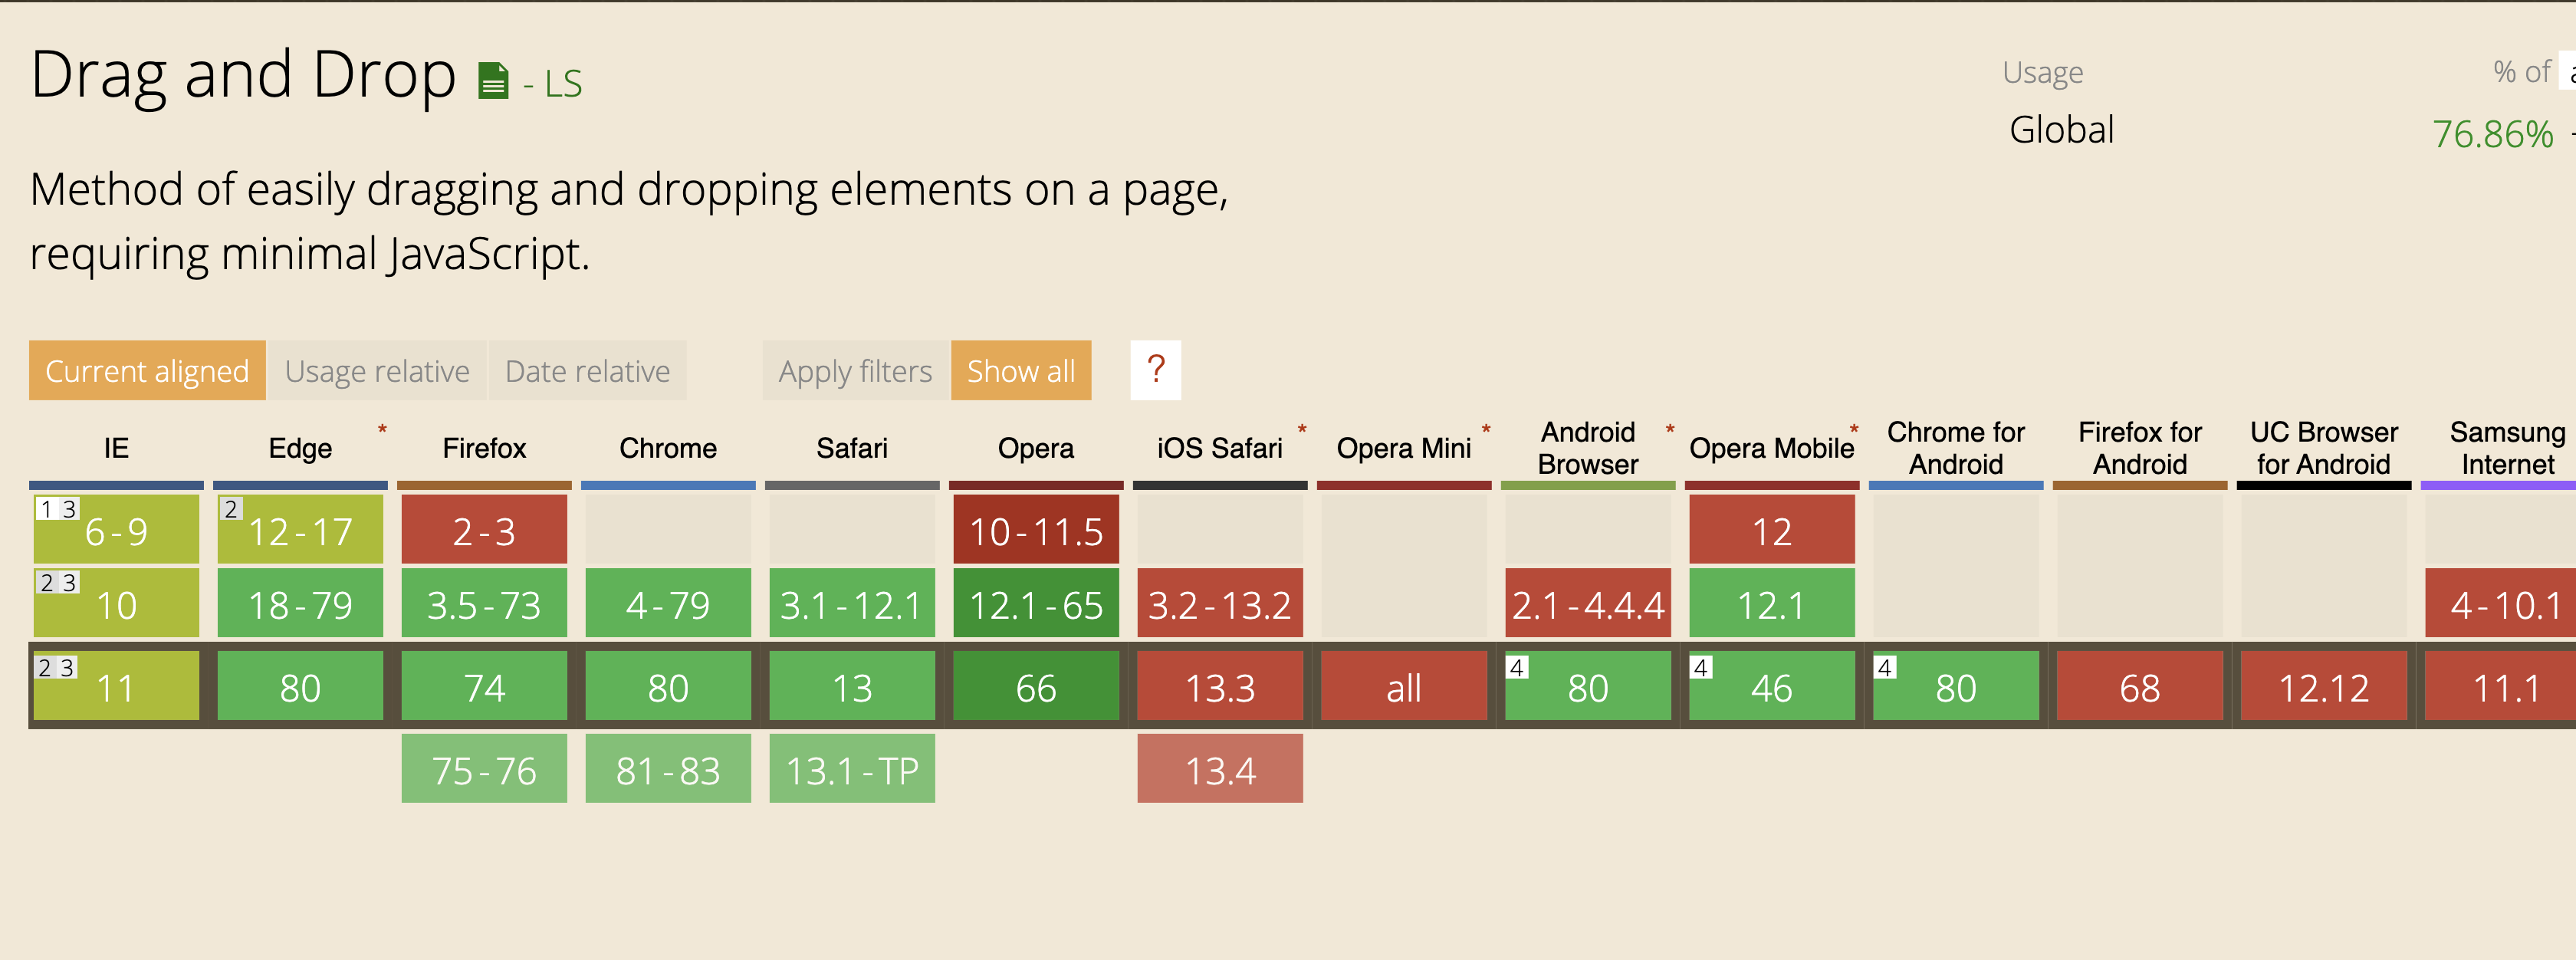 Drag and Drop - LS
Usage % of
Global 76.86%
Method of easily dragging and dropping elements on a page,
requiring minimal JavaScript.
Current aligned Usage relative Date relative Apply filters Show all ?
IE Edge * Firefox Chrome Safari Opera iOS Safari * Opera Mini * Android Browser * Opera Mobile * Chrome for Android Firefox for Android UC Browser for Android Samsung Internet
1 3 6-9 2 12-17 2-3 10-11.5 12
2 3 10 18-79 3.5-73 4-79 3.1-12.1 12.1-65 3.2-13.2 2.1-4.4.4 12.1 4-10.1
2 3 11 80 74 80 13 66 13.3 all 4 80 4 46 4 80 68 12.12 11.1
75-76 81-83 13.1-TP 13.4